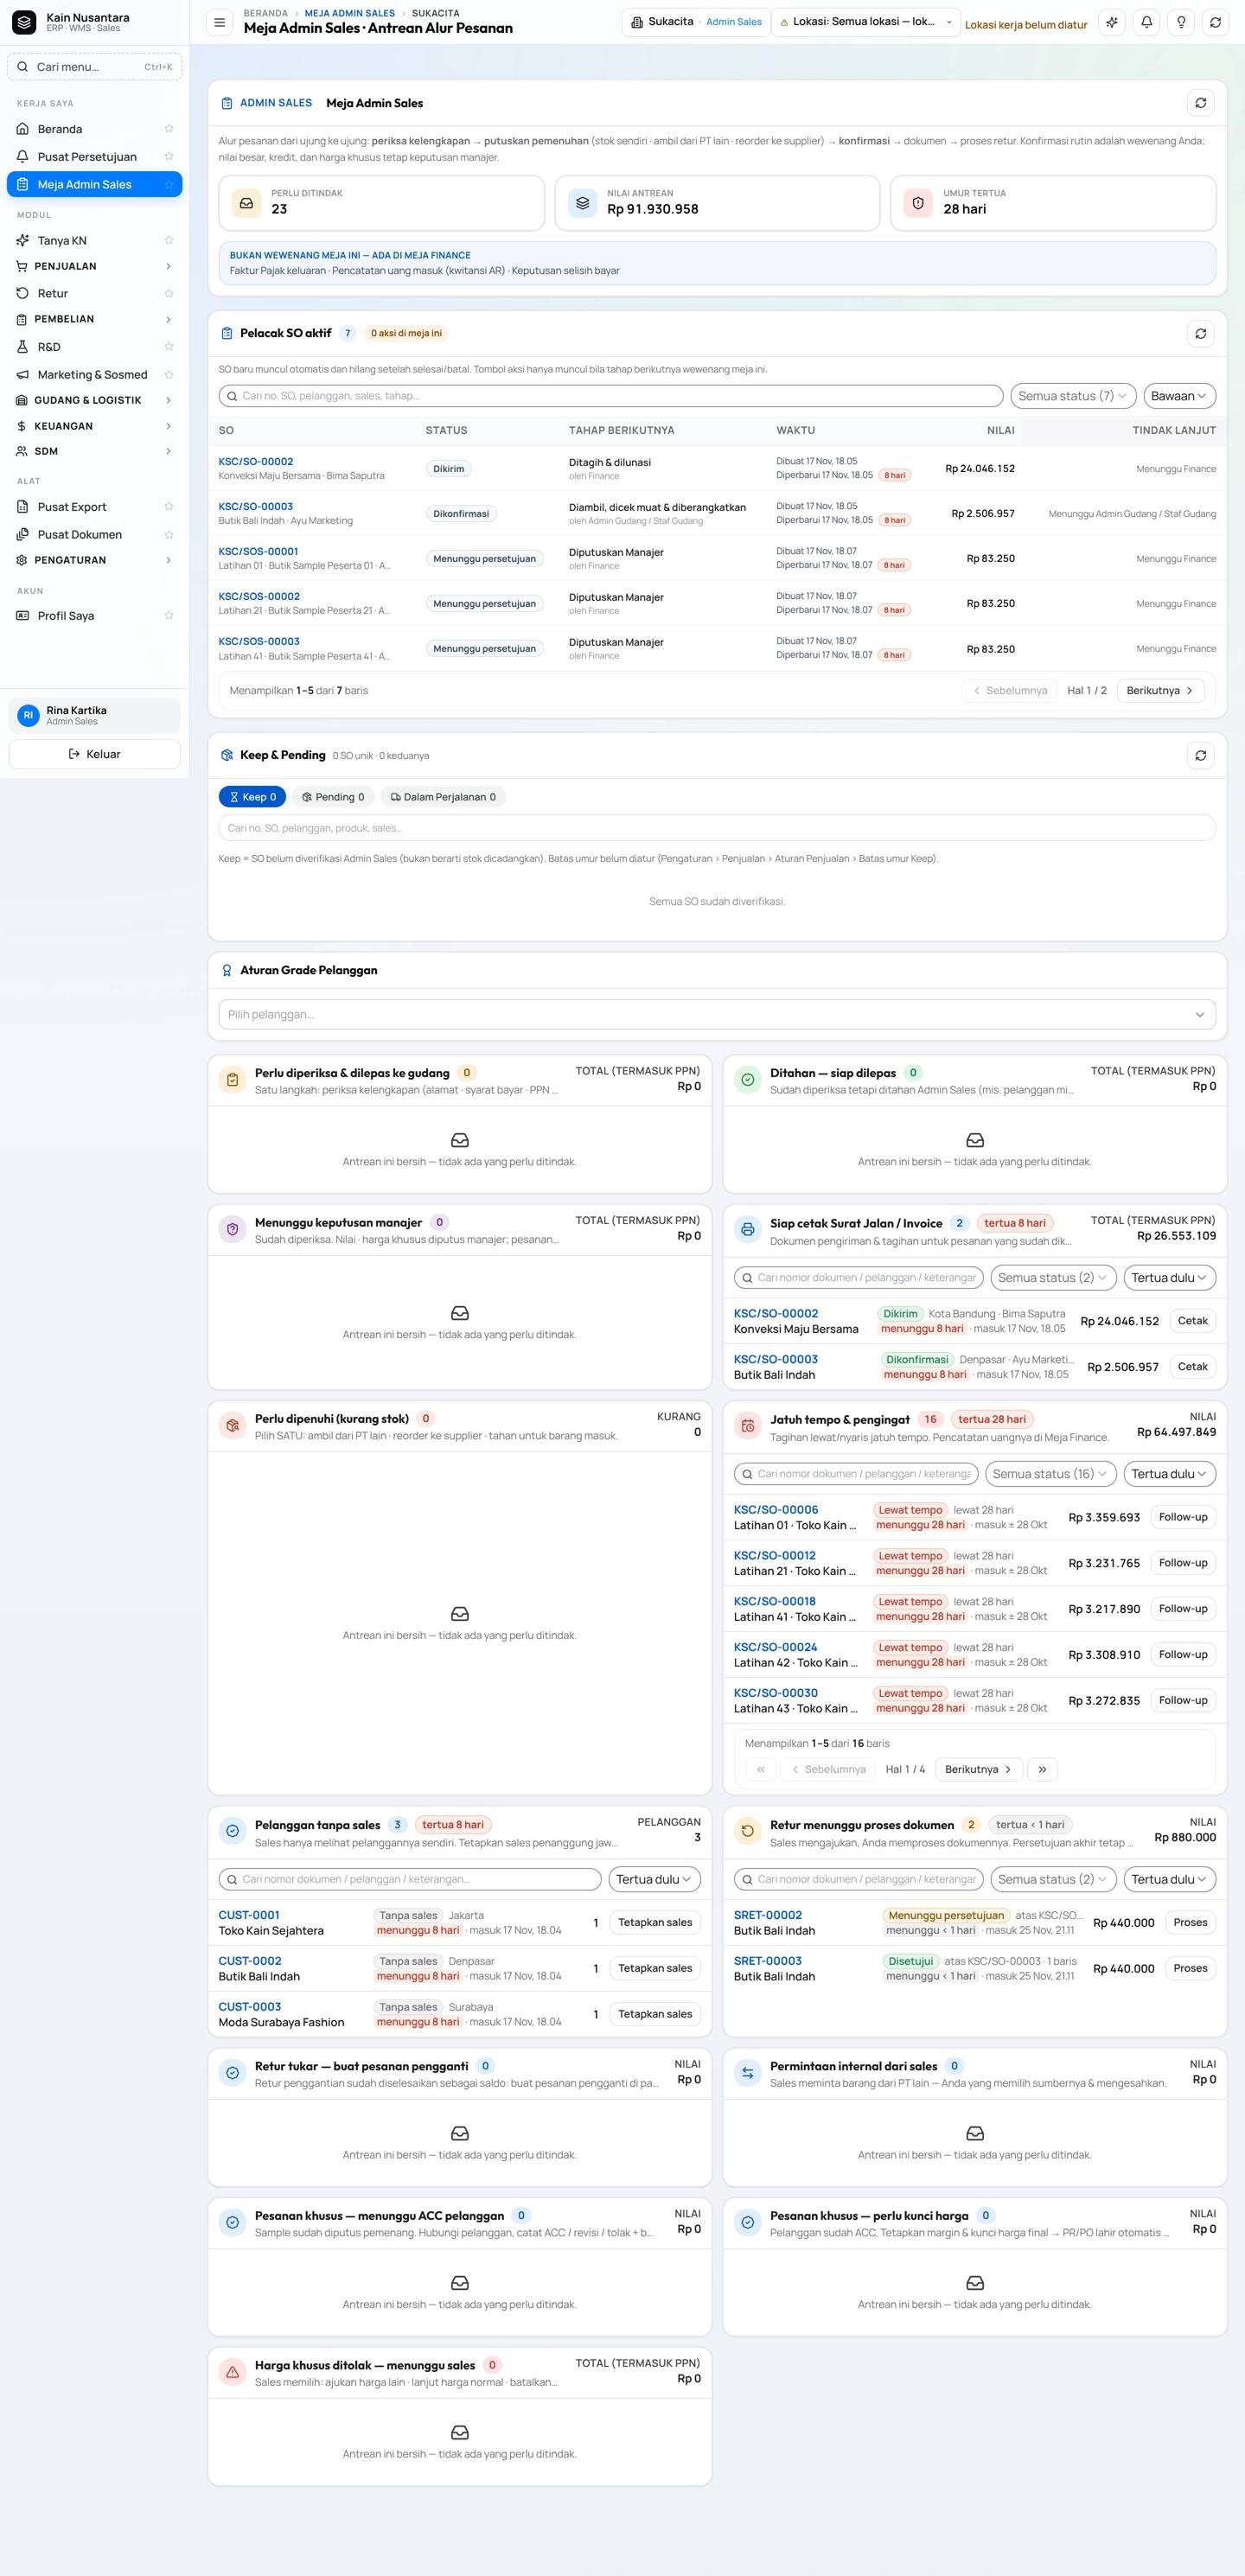 Kain Nusantara
ERP · WMS · Sales
Cari menu... Ctrl+K
KERJA SAYA
Beranda
Pusat Persetujuan
Meja Admin Sales
MODUL
Tanya KN
PENJUALAN
Retur
PEMBELIAN
R&D
Marketing & Sosmed
GUDANG & LOGISTIK
KEUANGAN
SDM
ALAT
Pusat Export
Pusat Dokumen
PENGATURAN
AKUN
Profil Saya
RI Rina Kartika
Admin Sales
Keluar
BERANDA › MEJA ADMIN SALES › SUKACITA
Meja Admin Sales · Antrean Alur Pesanan
Sukacita · Admin Sales
Lokasi: Semua lokasi — lok...
Lokasi kerja belum diatur
ADMIN SALES Meja Admin Sales
Alur pesanan dari ujung ke ujung: periksa kelengkapan → putuskan pemenuhan (stok sendiri · ambil dari PT lain · reorder ke supplier) → konfirmasi → dokumen → proses retur. Konfirmasi rutin adalah wewenang Anda;
nilai besar, kredit, dan harga khusus tetap keputusan manajer.
PERLU DITINDAK
23
NILAI ANTREAN
Rp 91.930.958
UMUR TERTUA
28 hari
BUKAN WEWENANG MEJA INI — ADA DI MEJA FINANCE
Faktur Pajak keluaran · Pencatatan uang masuk (kwitansi AR) · Keputusan selisih bayar
Pelacak SO aktif 7 0 aksi di meja ini
SO baru muncul otomatis dan hilang setelah selesai/batal. Tombol aksi hanya muncul bila tahap berikutnya wewenang meja ini.
Cari no. SO, pelanggan, sales, tahap... Semua status (7) Bawaan
SO STATUS TAHAP BERIKUTNYA WAKTU NILAI TINDAK LANJUT
KSC/SO-00002 Dikirim Ditagih & dilunasi Dibuat 17 Nov, 18.05 Rp 24.046.152 Menunggu Finance
Konveksi Maju Bersama · Bima Saputra oleh Finance Diperbarui 17 Nov, 18.05 8 hari
KSC/SO-00003 Dikonfirmasi Diambil, dicek muat & diberangkatkan Dibuat 17 Nov, 18.05 Rp 2.506.957 Menunggu Admin Gudang / Staf Gudang
Butik Bali Indah · Ayu Marketing oleh Admin Gudang / Staf Gudang Diperbarui 17 Nov, 18.05 8 hari
KSC/SOS-00001 Menunggu persetujuan Diputuskan Manajer Dibuat 17 Nov, 18.07 Rp 83.250 Menunggu Finance
Latihan 01 · Butik Sample Peserta 01 · A... oleh Finance Diperbarui 17 Nov, 18.07 8 hari
KSC/SOS-00002 Menunggu persetujuan Diputuskan Manajer Dibuat 17 Nov, 18.07 Rp 83.250 Menunggu Finance
Latihan 21 · Butik Sample Peserta 21 · A... oleh Finance Diperbarui 17 Nov, 18.07 8 hari
KSC/SOS-00003 Menunggu persetujuan Diputuskan Manajer Dibuat 17 Nov, 18.07 Rp 83.250 Menunggu Finance
Latihan 41 · Butik Sample Peserta 41 · A... oleh Finance Diperbarui 17 Nov, 18.07 8 hari
Menampilkan 1–5 dari 7 baris Sebelumnya Hal 1 / 2 Berikutnya
Keep & Pending 0 SO unik · 0 keduanya
Keep 0 Pending 0 Dalam Perjalanan 0
Cari no. SO, pelanggan, produk, sales...
Keep = SO belum diverifikasi Admin Sales (bukan berarti stok dicadangkan). Batas umur belum diatur (Pengaturan › Penjualan › Aturan Penjualan › Batas umur Keep).
Semua SO sudah diverifikasi.
Aturan Grade Pelanggan
Pilih pelanggan...
Perlu diperiksa & dilepas ke gudang 0 TOTAL (TERMASUK PPN)
Satu langkah: periksa kelengkapan (alamat · syarat bayar · PPN ... Rp 0
Antrean ini bersih — tidak ada yang perlu ditindak.
Ditahan — siap dilepas 0 TOTAL (TERMASUK PPN)
Sudah diperiksa tetapi ditahan Admin Sales (mis. pelanggan mi... Rp 0
Antrean ini bersih — tidak ada yang perlu ditindak.
Menunggu keputusan manajer 0 TOTAL (TERMASUK PPN)
Sudah diperiksa. Nilai · harga khusus diputus manajer; pesanan... Rp 0
Antrean ini bersih — tidak ada yang perlu ditindak.
Siap cetak Surat Jalan / Invoice 2 tertua 8 hari TOTAL (TERMASUK PPN)
Dokumen pengiriman & tagihan untuk pesanan yang sudah dik... Rp 26.553.109
Cari nomor dokumen / pelanggan / keterangar Semua status (2) Tertua dulu
KSC/SO-00002 Dikirim Kota Bandung · Bima Saputra Rp 24.046.152 Cetak
Konveksi Maju Bersama menunggu 8 hari · masuk 17 Nov, 18.05
KSC/SO-00003 Dikonfirmasi Denpasar · Ayu Marketi... Rp 2.506.957 Cetak
Butik Bali Indah menunggu 8 hari · masuk 17 Nov, 18.05
Perlu dipenuhi (kurang stok) 0 KURANG
Pilih SATU: ambil dari PT lain · reorder ke supplier · tahan untuk barang masuk. 0
Antrean ini bersih — tidak ada yang perlu ditindak.
Jatuh tempo & pengingat 16 tertua 28 hari NILAI
Tagihan lewat/nyaris jatuh tempo. Pencatatan uangnya di Meja Finance. Rp 64.497.849
Cari nomor dokumen / pelanggan / keteranga Semua status (16) Tertua dulu
KSC/SO-00006 Lewat tempo lewat 28 hari Rp 3.359.693 Follow-up
Latihan 01 · Toko Kain ... menunggu 28 hari · masuk ± 28 Okt
KSC/SO-00012 Lewat tempo lewat 28 hari Rp 3.231.765 Follow-up
Latihan 21 · Toko Kain ... menunggu 28 hari · masuk ± 28 Okt
KSC/SO-00018 Lewat tempo lewat 28 hari Rp 3.217.890 Follow-up
Latihan 41 · Toko Kain ... menunggu 28 hari · masuk ± 28 Okt
KSC/SO-00024 Lewat tempo lewat 28 hari Rp 3.308.910 Follow-up
Latihan 42 · Toko Kain ... menunggu 28 hari · masuk ± 28 Okt
KSC/SO-00030 Lewat tempo lewat 28 hari Rp 3.272.835 Follow-up
Latihan 43 · Toko Kain ... menunggu 28 hari · masuk ± 28 Okt
Menampilkan 1–5 dari 16 baris
Sebelumnya Hal 1 / 4 Berikutnya
Pelanggan tanpa sales 3 tertua 8 hari PELANGGAN
Sales hanya melihat pelanggannya sendiri. Tetapkan sales penanggung jaw... 3
Cari nomor dokumen / pelanggan / keterangan... Tertua dulu
CUST-0001 Tanpa sales Jakarta 1 Tetapkan sales
Toko Kain Sejahtera menunggu 8 hari · masuk 17 Nov, 18.04
CUST-0002 Tanpa sales Denpasar 1 Tetapkan sales
Butik Bali Indah menunggu 8 hari · masuk 17 Nov, 18.04
CUST-0003 Tanpa sales Surabaya 1 Tetapkan sales
Moda Surabaya Fashion menunggu 8 hari · masuk 17 Nov, 18.04
Retur menunggu proses dokumen 2 tertua < 1 hari NILAI
Sales mengajukan, Anda memproses dokumennya. Persetujuan akhir tetap ... Rp 880.000
Cari nomor dokumen / pelanggan / keterangar Semua status (2) Tertua dulu
SRET-00002 Menunggu persetujuan atas KSC/SO... Rp 440.000 Proses
Butik Bali Indah menunggu < 1 hari · masuk 25 Nov, 21.11
SRET-00003 Disetujui atas KSC/SO-00003 · 1 baris Rp 440.000 Proses
Butik Bali Indah menunggu < 1 hari · masuk 25 Nov, 21.11
Retur tukar — buat pesanan pengganti 0 NILAI
Retur penggantian sudah diselesaikan sebagai saldo: buat pesanan pengganti di pa... Rp 0
Antrean ini bersih — tidak ada yang perlu ditindak.
Permintaan internal dari sales 0 NILAI
Sales meminta barang dari PT lain — Anda yang memilih sumbernya & mengesahkan. Rp 0
Antrean ini bersih — tidak ada yang perlu ditindak.
Pesanan khusus — menunggu ACC pelanggan 0 NILAI
Sample sudah diputus pemenang. Hubungi pelanggan, catat ACC / revisi / tolak + b... Rp 0
Antrean ini bersih — tidak ada yang perlu ditindak.
Pesanan khusus — perlu kunci harga 0 NILAI
Pelanggan sudah ACC. Tetapkan margin & kunci harga final → PR/PO lahir otomatis ... Rp 0
Antrean ini bersih — tidak ada yang perlu ditindak.
Harga khusus ditolak — menunggu sales 0 TOTAL (TERMASUK PPN)
Sales memilih: ajukan harga lain · lanjut harga normal · batalkan... Rp 0
Antrean ini bersih — tidak ada yang perlu ditindak.